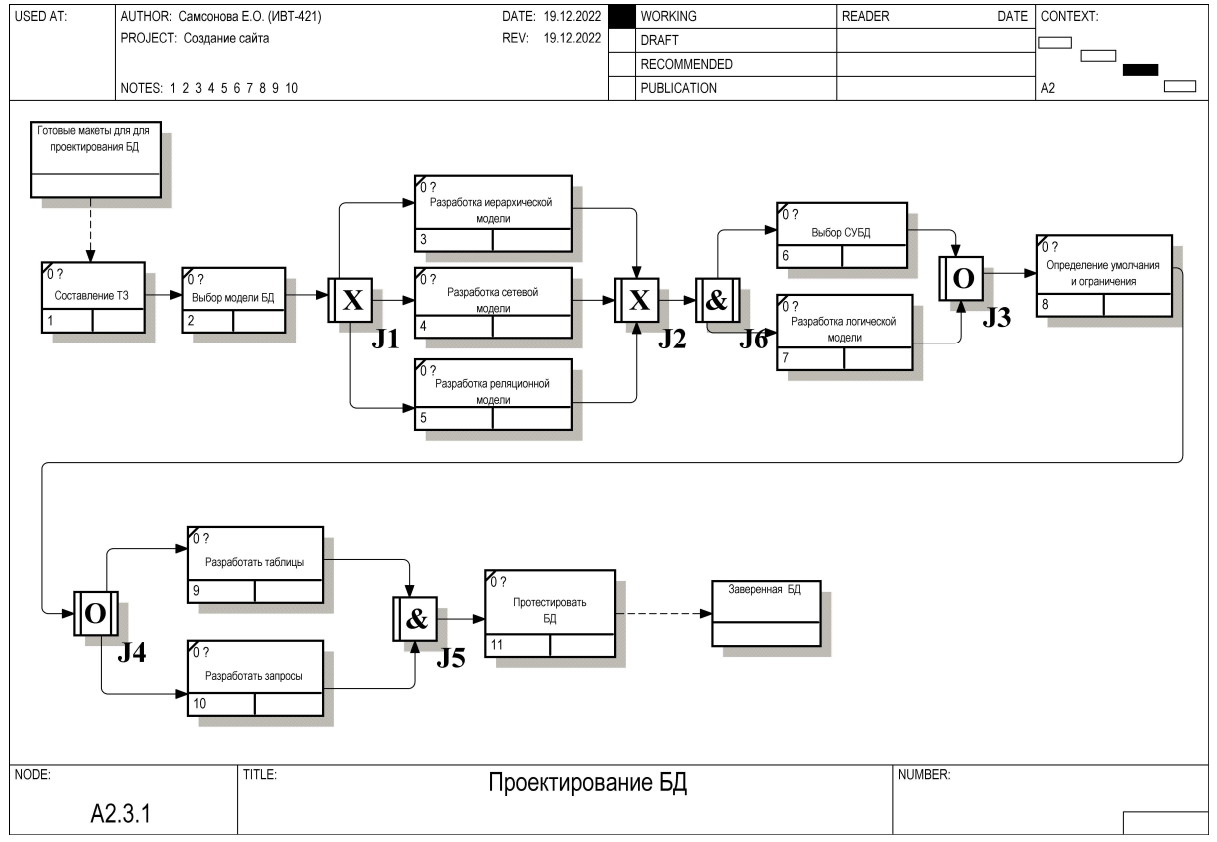 USED AT:
AUTHOR: Самсонова Е.О. (ИВТ-421)
DATE: 19.12.2022
WORKING
READER
DATE
CONTEXT:
PROJECT: Создание сайта
REV: 19.12.2022
DRAFT
RECOMMENDED
NOTES: 1 2 3 4 5 6 7 8 9 10
PUBLICATION
A2
Готовые макеты для для
проектирования БД
0 ?
Составление ТЗ
1
0 ?
Выбор модели БД
2
X
J1
0 ?
Разработка иерархической
модели
3
0 ?
Разработка сетевой
модели
4
0 ?
Разработка реляционной
модели
5
X
J2
&
J6
0 ?
Выбор СУБД
6
0 ?
Разработка логической
модели
7
O
J3
0 ?
Определение умолчания
и ограничения
8
O
J4
0 ?
Разработать таблицы
9
0 ?
Разработать запросы
10
&
J5
0 ?
Протестировать
БД
11
Заверенная БД
NODE:
TITLE:
Проектирование БД
NUMBER:
A2.3.1